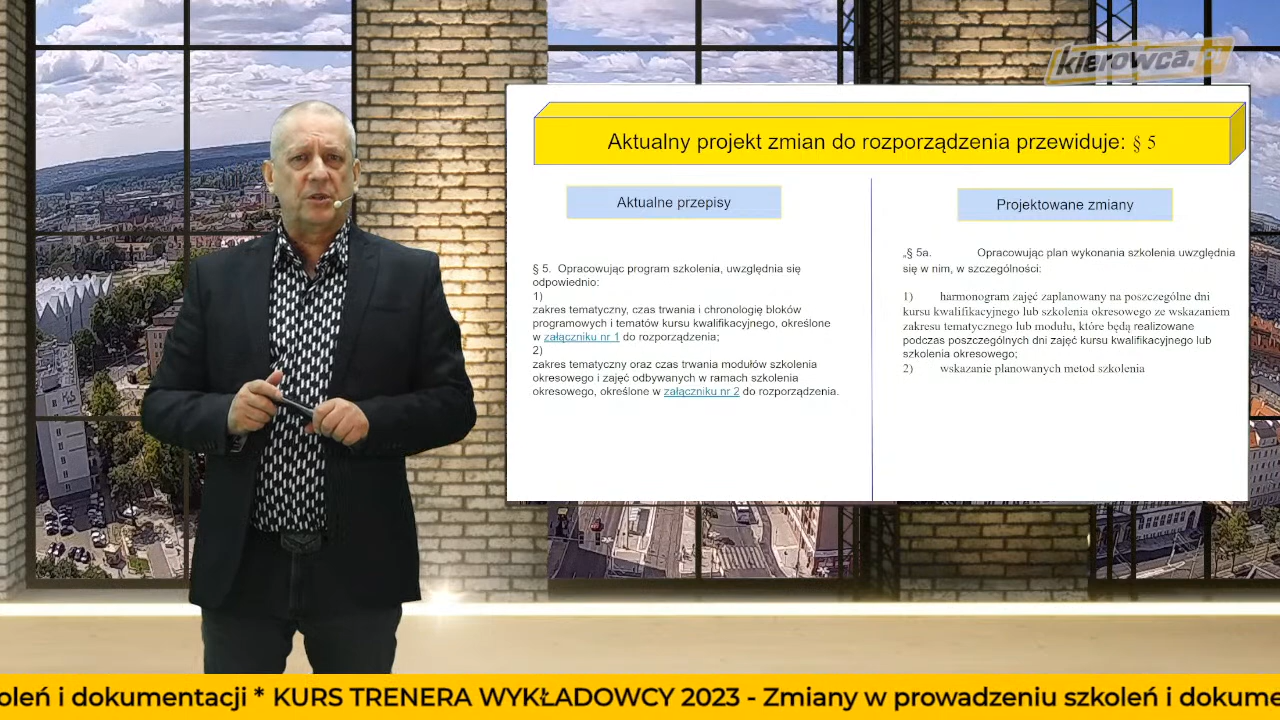 kierowca.pl
Aktualny projekt zmian do rozporządzenia przewiduje: § 5
Aktualne przepisy
§ 5. Opracowując program szkolenia, uwzględnia się
odpowiednio:
1)
zakres tematyczny, czas trwania i chronologię bloków
programowych i tematów kursu kwalifikacyjnego, określone
w załączniku nr 1 do rozporządzenia;
2)
zakres tematyczny oraz czas trwania modułów szkolenia
okresowego i zajęć odbywanych w ramach szkolenia
okresowego, określone w załączniku nr 2 do rozporządzenia.
Projektowane zmiany
„§ 5a. Opracowując plan wykonania szkolenia uwzględnia
się w nim, w szczególności:
1) harmonogram zajęć zaplanowany na poszczególne dni
kursu kwalifikacyjnego lub szkolenia okresowego ze wskazaniem
zakresu tematycznego lub modułu, które będą realizowane
podczas poszczególnych dni zajęć kursu kwalifikacyjnego lub
szkolenia okresowego;
2) wskazanie planowanych metod szkolenia
oleń i dokumentacji * KURS TRENERA WYKŁADOWCY 2023 - Zmiany w prowadzeniu szkoleń i dokume